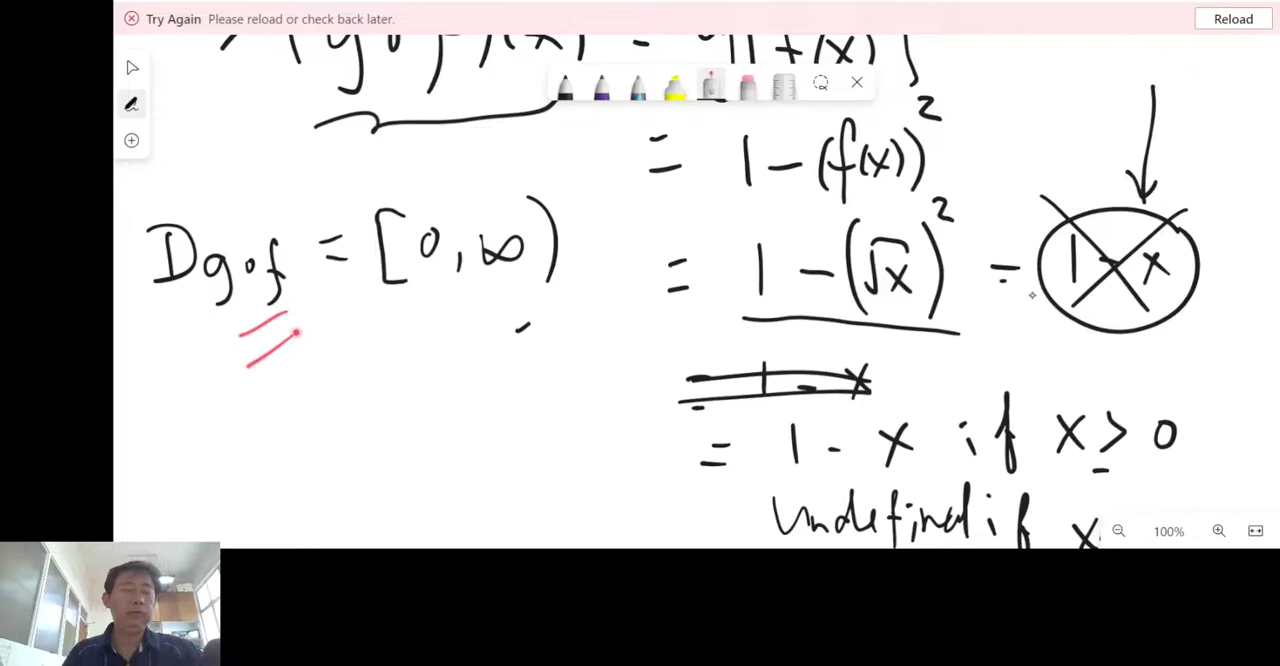 Try Again Please reload or check back later.
Reload
(g∘f)(x) = g(f(x))
= 1 - (f(x))²
D g∘f = [0, ∞)
= 1 - (√x)² = 1 - x
= 1 - x
= 1 - x if x ≥ 0
undefined if x
100%